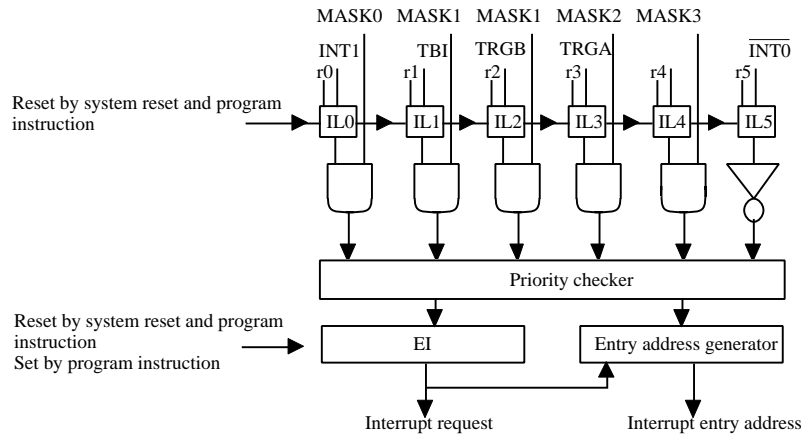 MASK0 MASK1 MASK1 MASK2 MASK3
INT1 TBI TRGB TRGA INT0
r0 r1 r2 r3 r4 r5
Reset by system reset and program
instruction
IL0 IL1 IL2 IL3 IL4 IL5
Priority checker
Reset by system reset and program
instruction
Set by program instruction
EI Entry address generator
Interrupt request Interrupt entry address